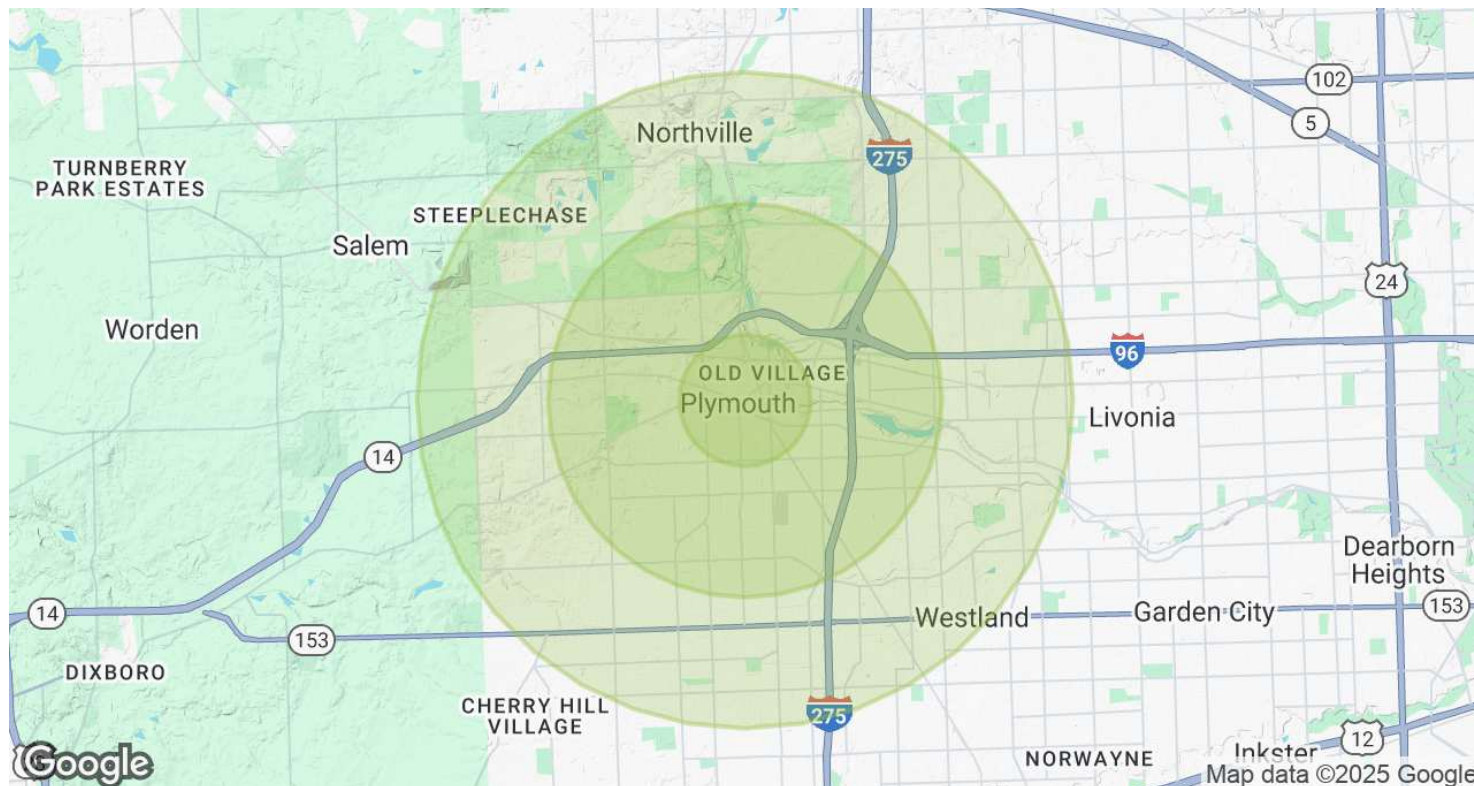 102
5
Northville
275
TURNBERRY
PARK ESTATES
STEEPLECHASE
Salem
24
Worden
96
OLD VILLAGE
Plymouth
Livonia
14
Dearborn
Heights
14
153
Westland
Garden City
153
DIXBORO
CHERRY HILL
VILLAGE
275
NORWAYNE
Inkster
12
Google
Map data ©2025 Google